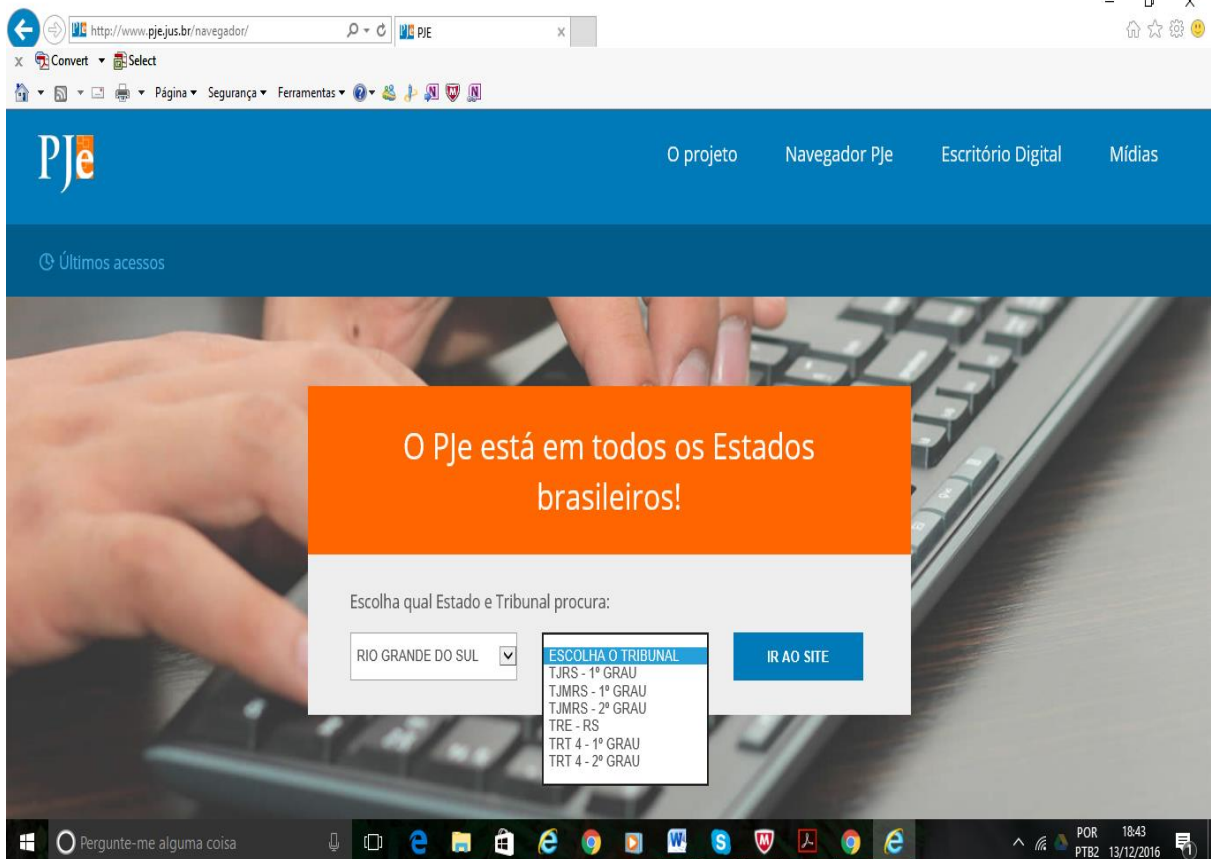 http://www.pje.jus.br/navegador/
PJE
Convert Select
Página Segurança Ferramentas
PJe
O projeto Navegador PJe Escritório Digital Mídias
Últimos acessos
O PJe está em todos os Estados
brasileiros!
Escolha qual Estado e Tribunal procura:
RIO GRANDE DO SUL
ESCOLHA O TRIBUNAL
TJRS - 1º GRAU
TJMRS - 1º GRAU
TJMRS - 2º GRAU
TRE - RS
TRT 4 - 1º GRAU
TRT 4 - 2º GRAU
IR AO SITE
Pergunte-me alguma coisa
POR 18:43
PTB2 13/12/2016